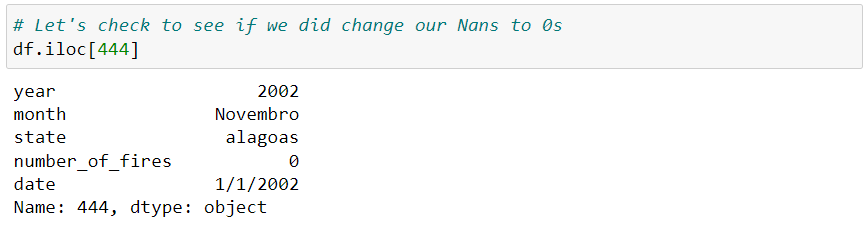 # Let's check to see if we did change our Nans to 0s
df.iloc[444]
year                      2002
month                 Novembro
state                  alagoas
number_of_fires              0
date                  1/1/2002
Name: 444, dtype: object